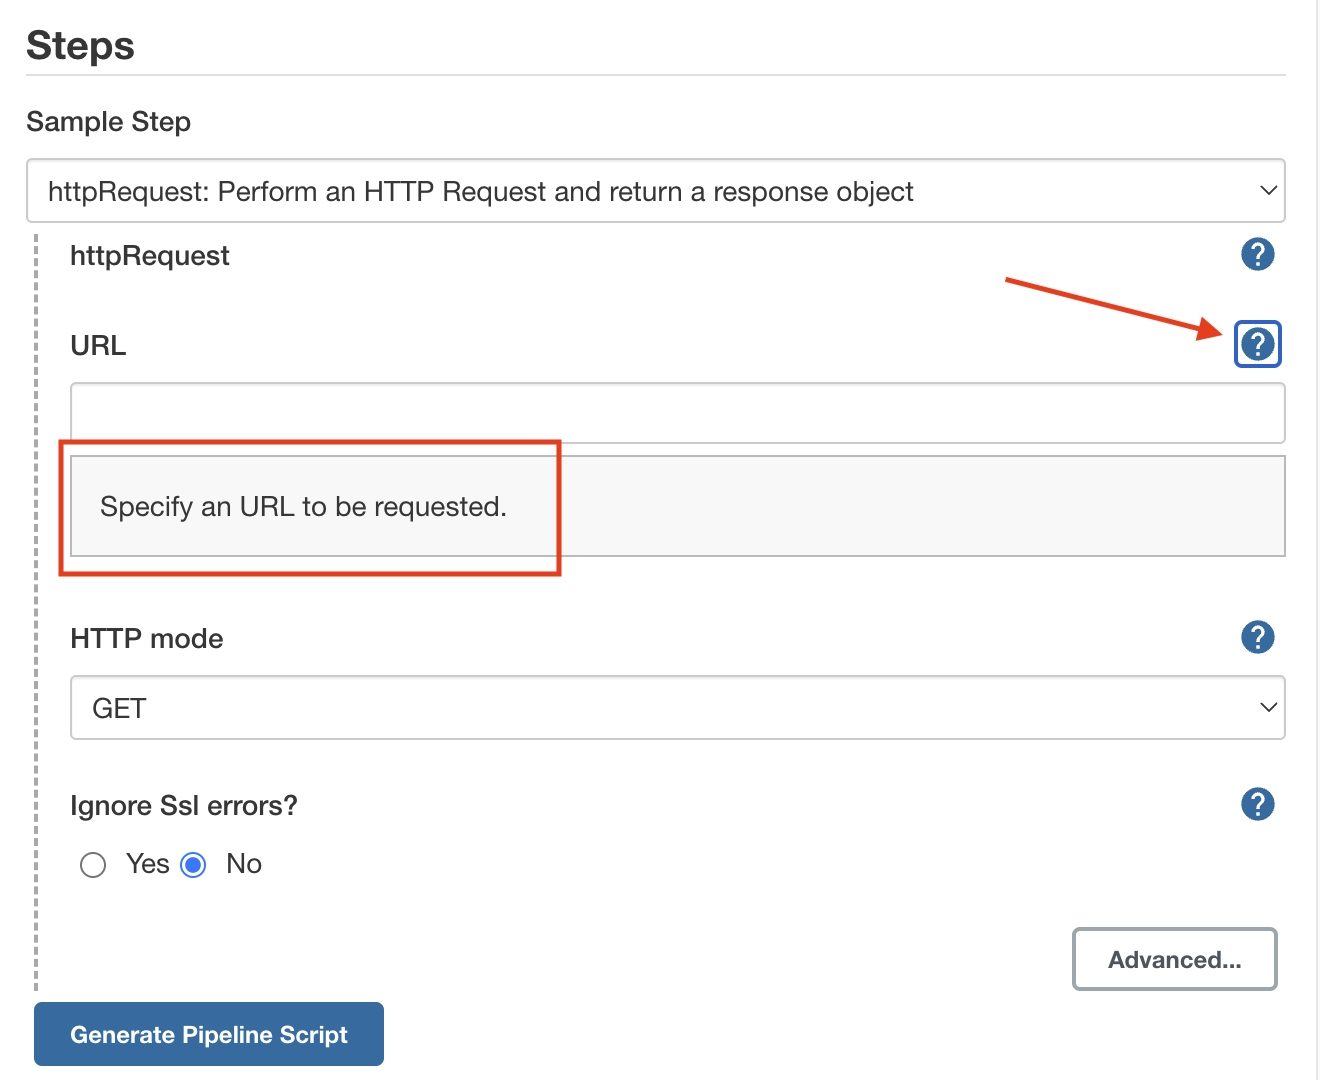 Steps
Sample Step
httpRequest: Perform an HTTP Request and return a response object
httpRequest
?
URL
?
Specify an URL to be requested.
HTTP mode
?
GET
Ignore Ssl errors?
?
Yes No
Advanced...
Generate Pipeline Script